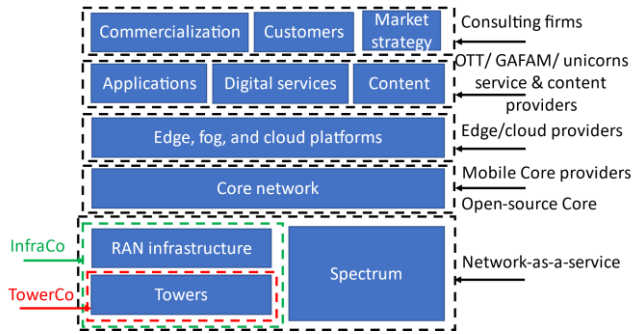 Commercialization
Customers
Market
strategy
Consulting firms
Applications
Digital services
Content
OTT/ GAFAM/ unicorns
service & content
providers
Edge, fog, and cloud platforms
Edge/cloud providers
Core network
Mobile Core providers
Open-source Core
InfraCo
RAN infrastructure
Spectrum
Network-as-a-service
TowerCo
Towers